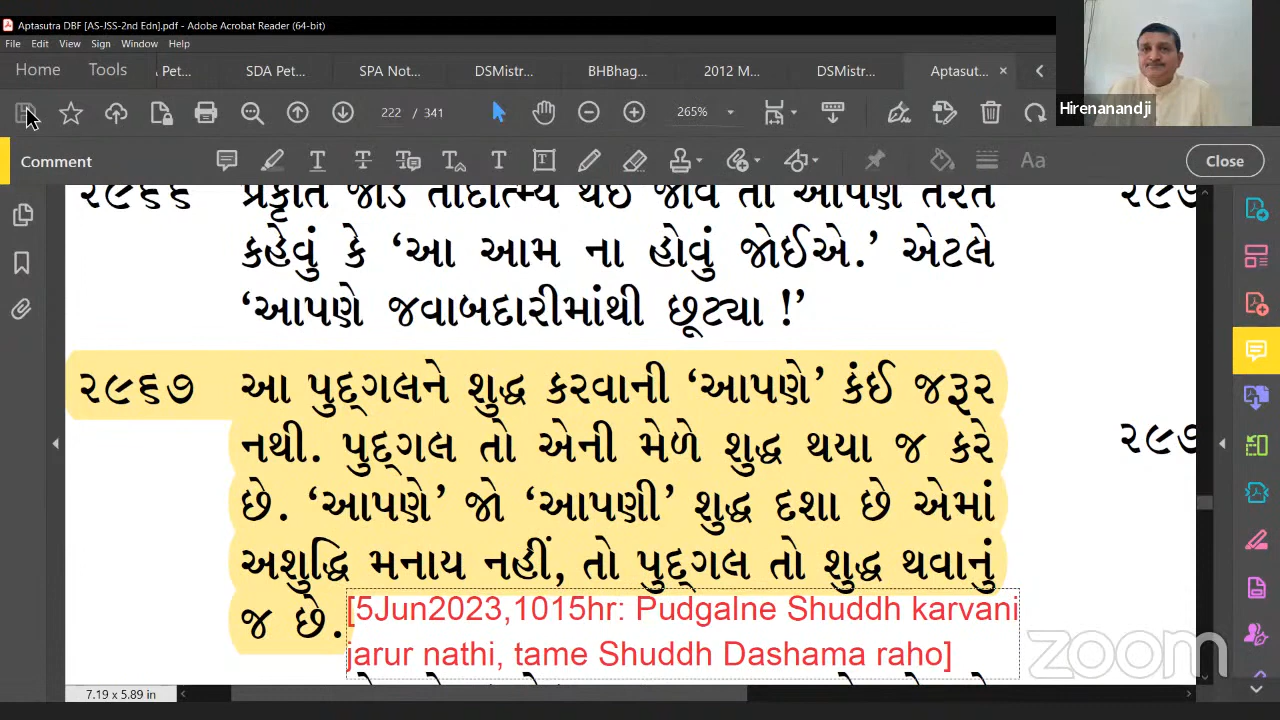 Aptasutra DBF [AS-JSS-2nd Edn].pdf - Adobe Acrobat Reader (64-bit)
File Edit View Sign Window Help
Home Tools Pet... SDA Pet... SPA Not... DSMistr... BHBhag... 2012 M... DSMistr... Aptasut... ×
222 / 341 265%
Hirenanandji
Comment Close
૨૯૬૬ પ્રકૃતિ જોડે તાદાત્મ્ય થઈ જાવ તો આપણે તરત
કહેવું કે ‘આ આમ ના હોવું જોઈએ.’ એટલે
‘આપણે જવાબદારીમાંથી છૂટ્યા !’
૨૯૬૭ આ પુદ્ગલને શુદ્ધ કરવાની ‘આપણે’ કંઈ જરૂર
નથી. પુદ્ગલ તો એની મેળે શુદ્ધ થયા જ કરે
છે. ‘આપણે’ જો ‘આપણી’ શુદ્ધ દશા છે એમાં
અશુદ્ધિ મનાય નહીં, તો પુદ્ગલ તો શુદ્ધ થવાનું
જ છે.
[5Jun2023,1015hr: Pudgalne Shuddh karvani
jarur nathi, tame Shuddh Dashama raho]
zoom
7.19 x 5.89 in